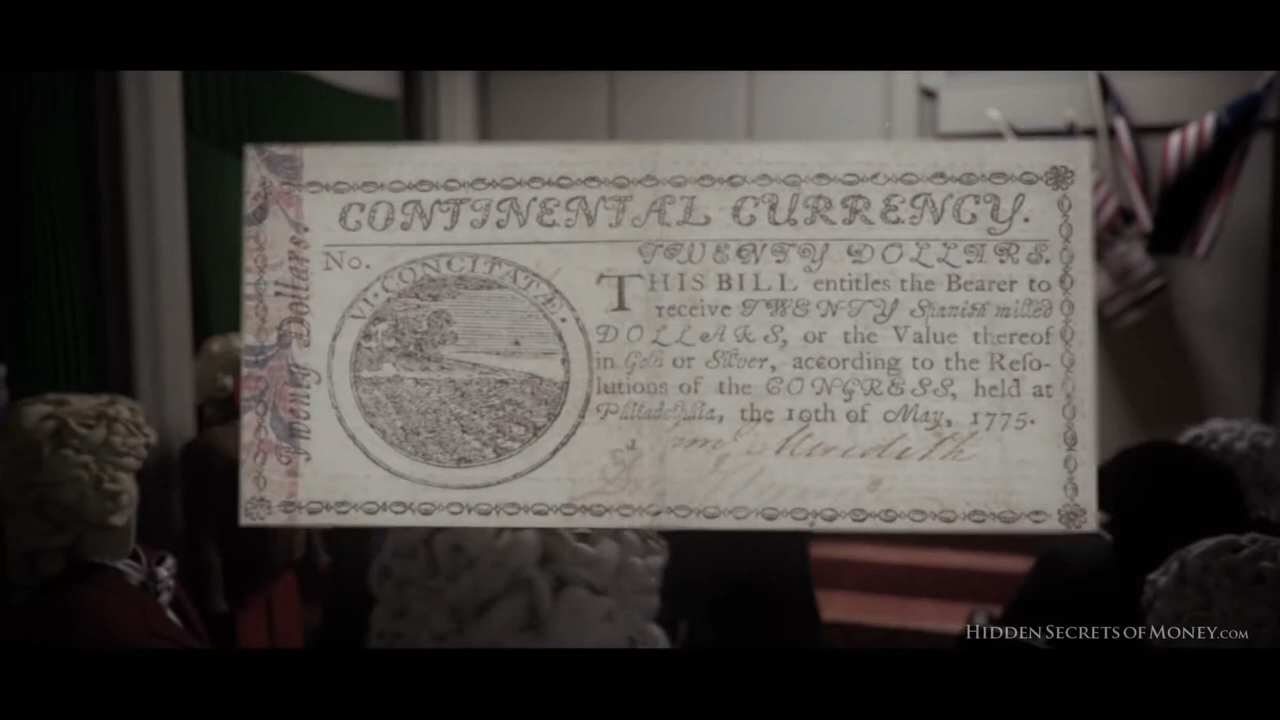 CONTINENTAL CURRENCY.
TWENTY DOLLARS.
No.
VI CONCITATÆ.
Twenty Dollars.
THIS BILL entitles the Bearer to
receive TWENTY Spanish milled
DOLLARS, or the Value thereof
in Gold or Silver, according to the Reso-
lutions of the CONGRESS, held at
Philadelphia, the 10th of May, 1775.
Meredith
HIDDEN SECRETS OF MONEY.COM